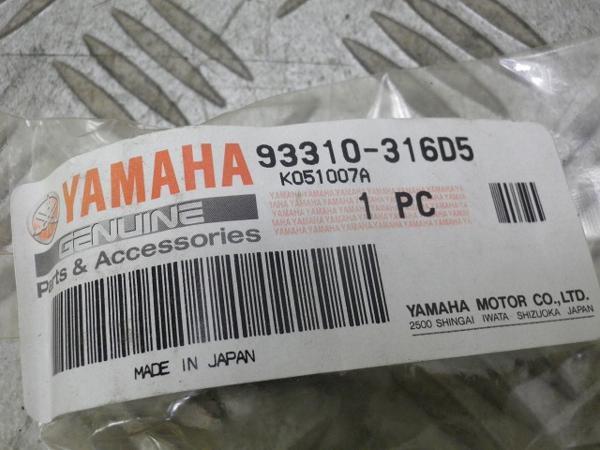 YAMAHA 93310-316D5
K051007A
GENUINE
1 PC
Parts & Accessories
YAMAHA MOTOR CO.,LTD.
2500 SHINGAI IWATA SHIZUOKA JAPAN
MADE IN JAPAN